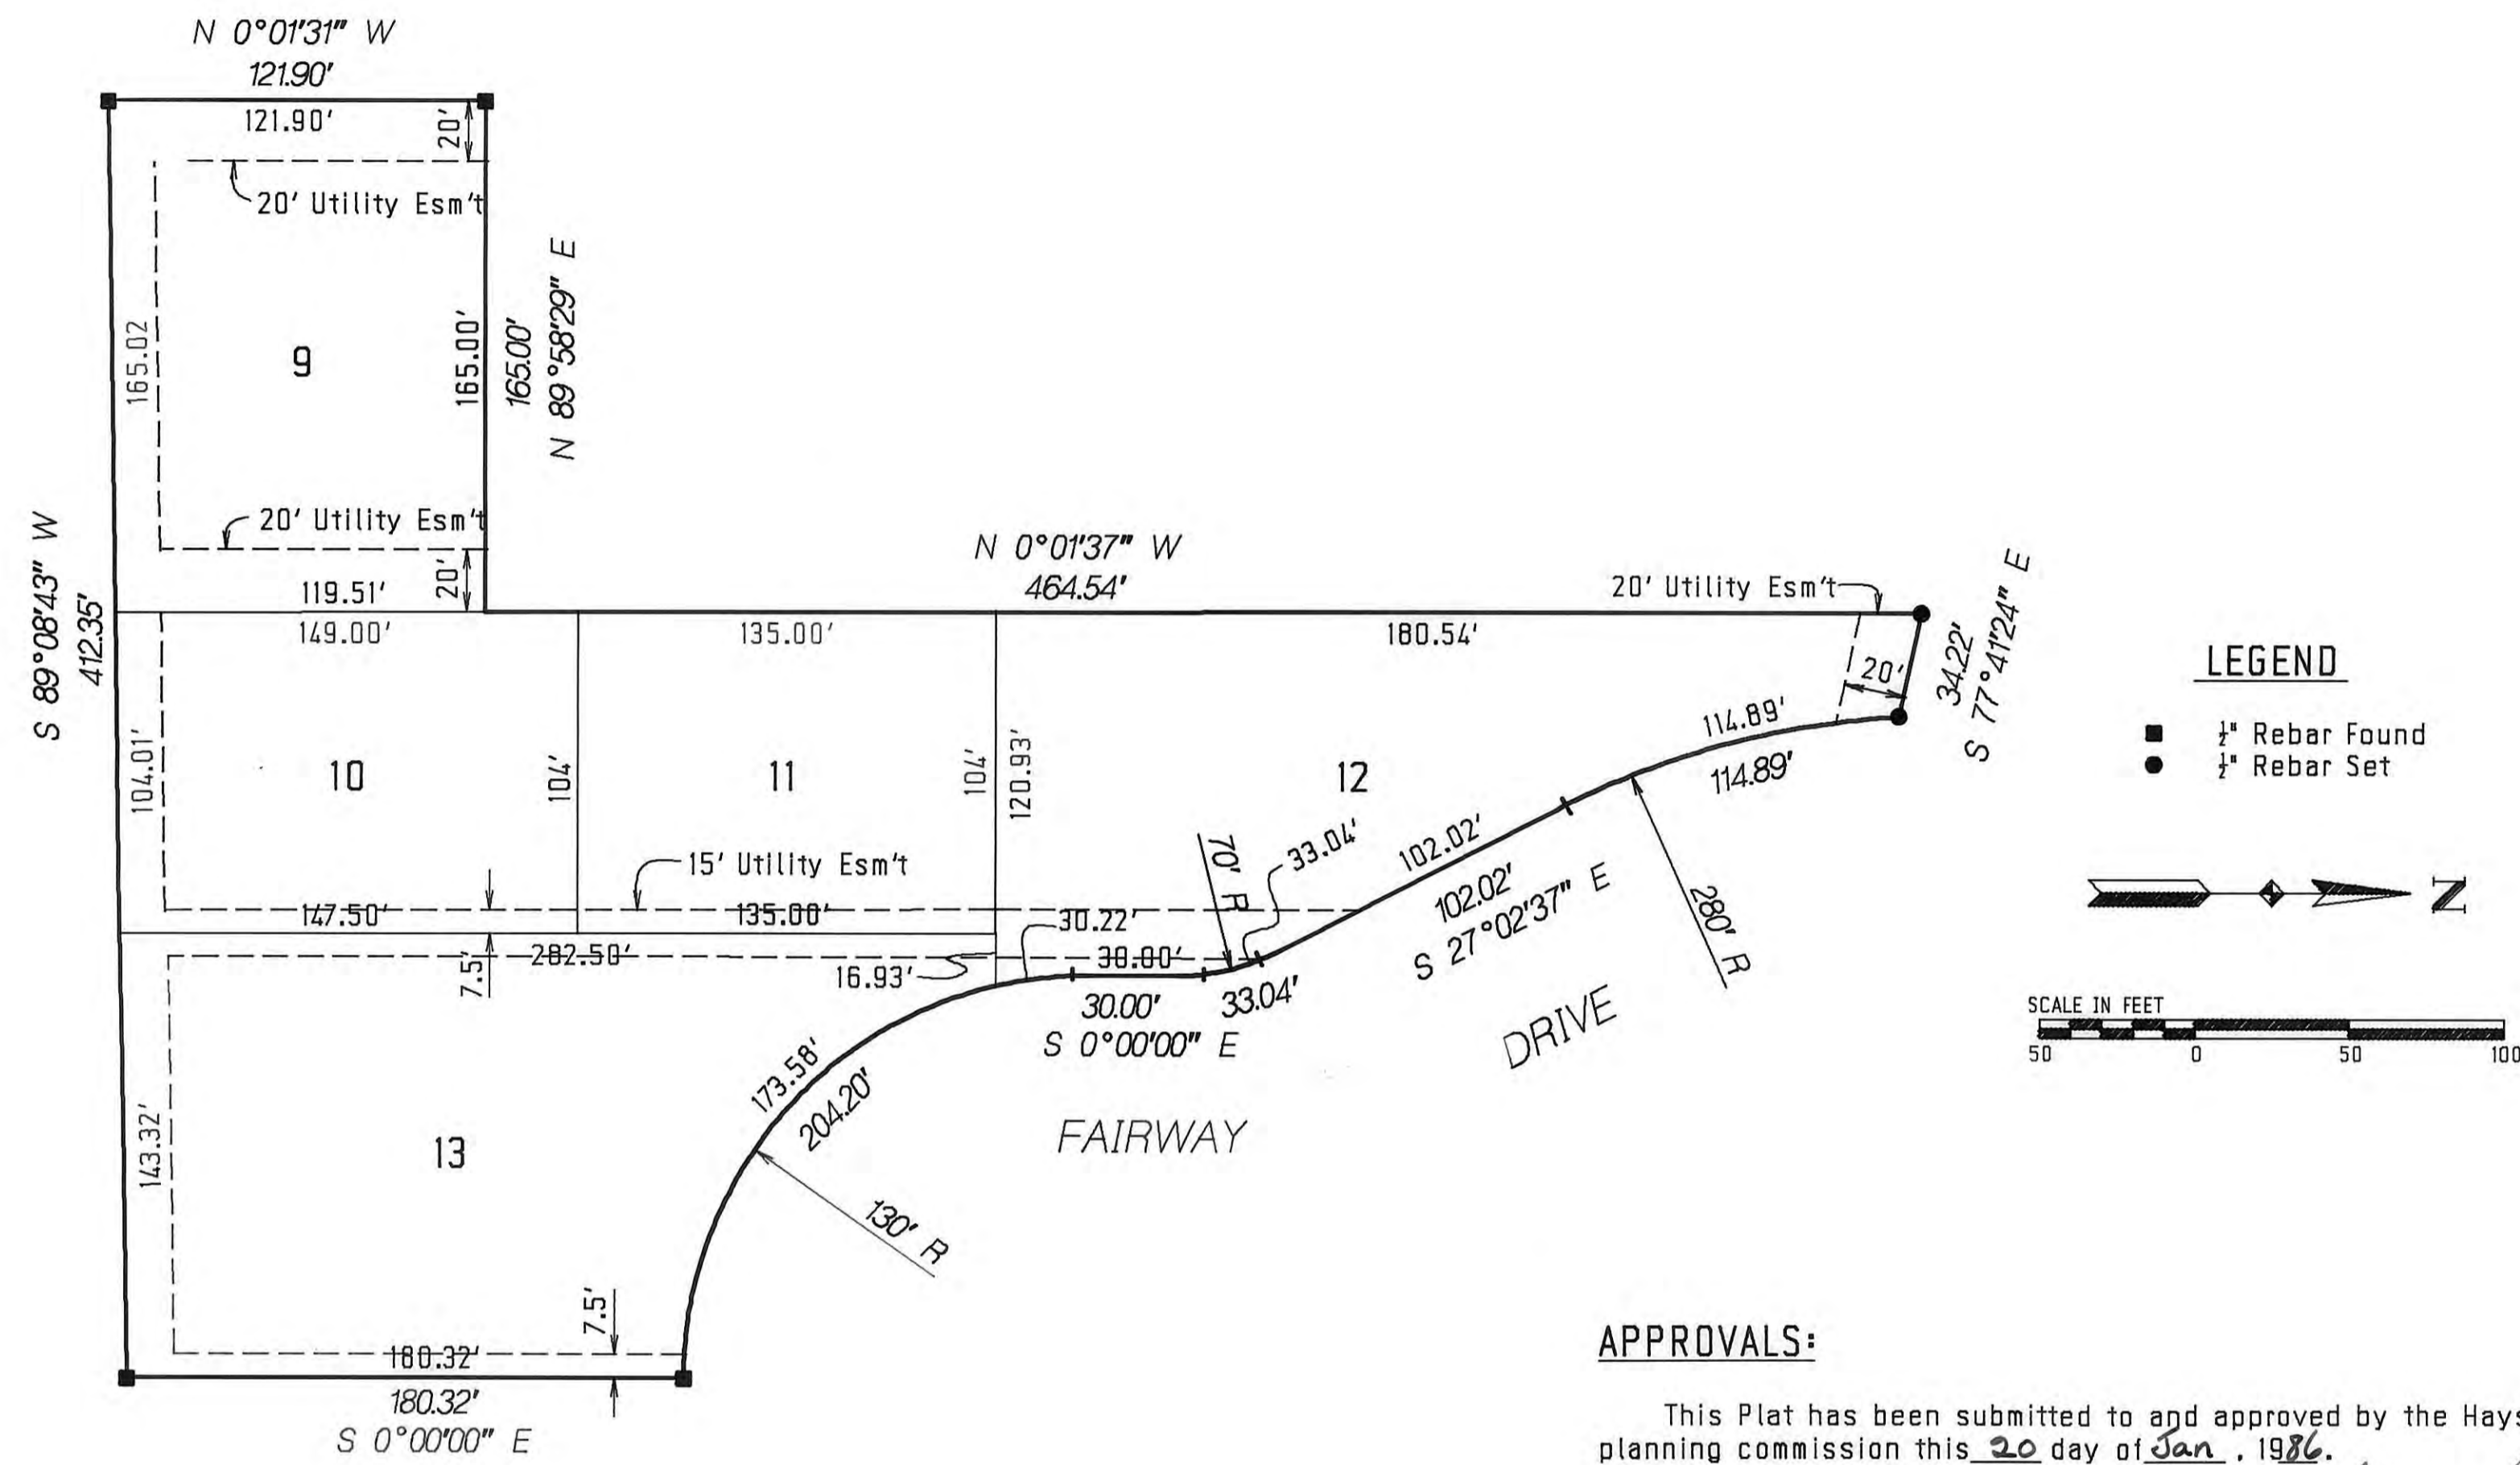 N 0°01'31" W
121.90'
121.90'
20'
20' Utility Esm't
165.02
9
165.00'
165.00'
N 89°58'29" E
20' Utility Esm't
20'
119.51'
S 89°08'43" W
412.35'
N 0°01'37" W
464.54'
149.00'
135.00'
180.54'
20' Utility Esm't
20'
34.22'
S 77°41'24" E
104.01'
10
104'
11
104'
120.93'
12
114.89'
114.89'
15' Utility Esm't
147.50'
135.00'
282.50'
7.5'
16.93'
30.22'
30.00'
30.00'
S 0°00'00" E
70' R
33.04'
33.04'
102.02'
102.02'
S 27°02'37" E
280' R
FAIRWAY
DRIVE
173.58'
204.20'
130' R
143.32'
13
7.5'
180.32'
180.32'
S 0°00'00" E
LEGEND
½" Rebar Found
½" Rebar Set
N
SCALE IN FEET
50 0 50 100
APPROVALS:
This Plat has been submitted to and approved by the Hays
planning commission this 20 day of Jan , 1986.